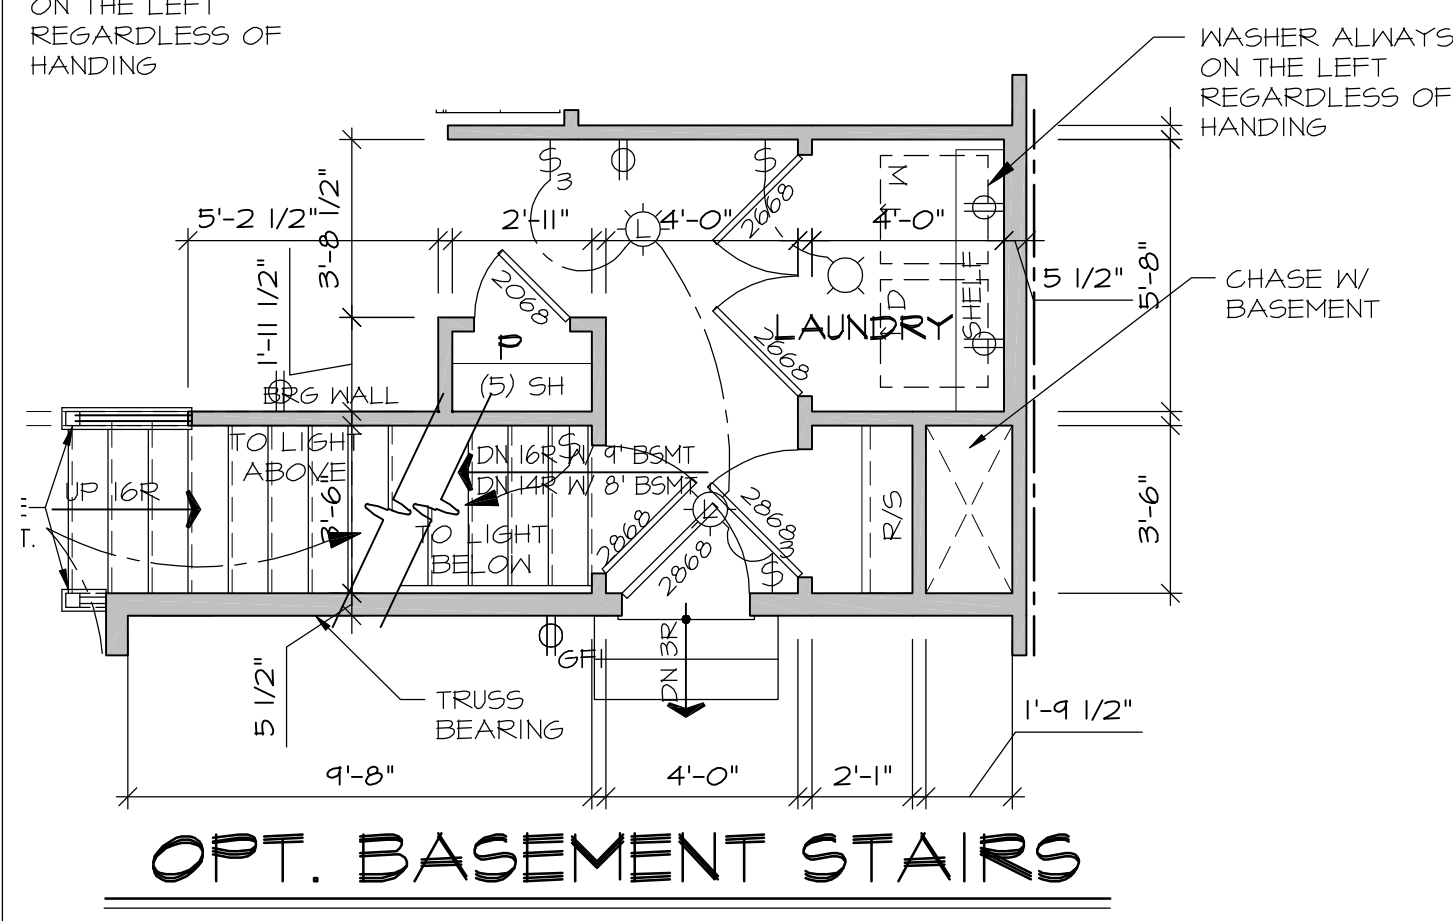 ON THE LEFT
REGARDLESS OF
HANDING
WASHER ALWAYS
ON THE LEFT
REGARDLESS OF
HANDING
S
3
S
W
2668
5'-2 1/2"
3'-8 1/2"
2'-11"
L
4'-0"
4'-0"
5 1/2"
5'-8"
CHASE W/
BASEMENT
1'-11 1/2"
2068
D
SHELF
LAUNDRY
2668
P
(5) SH
BRG WALL
TO LIGHT
ABOVE
S
DN 16R W/ 9' BSMT
DN 14R W/ 8' BSMT
UP 16R
3'-6"
TO LIGHT
BELOW
2868
L
2868
2868
S
3
R/S
3'-6"
T.
GFI
DN 3R
5 1/2"
TRUSS
BEARING
1'-9 1/2"
9'-8"
4'-0"
2'-1"
OPT. BASEMENT STAIRS